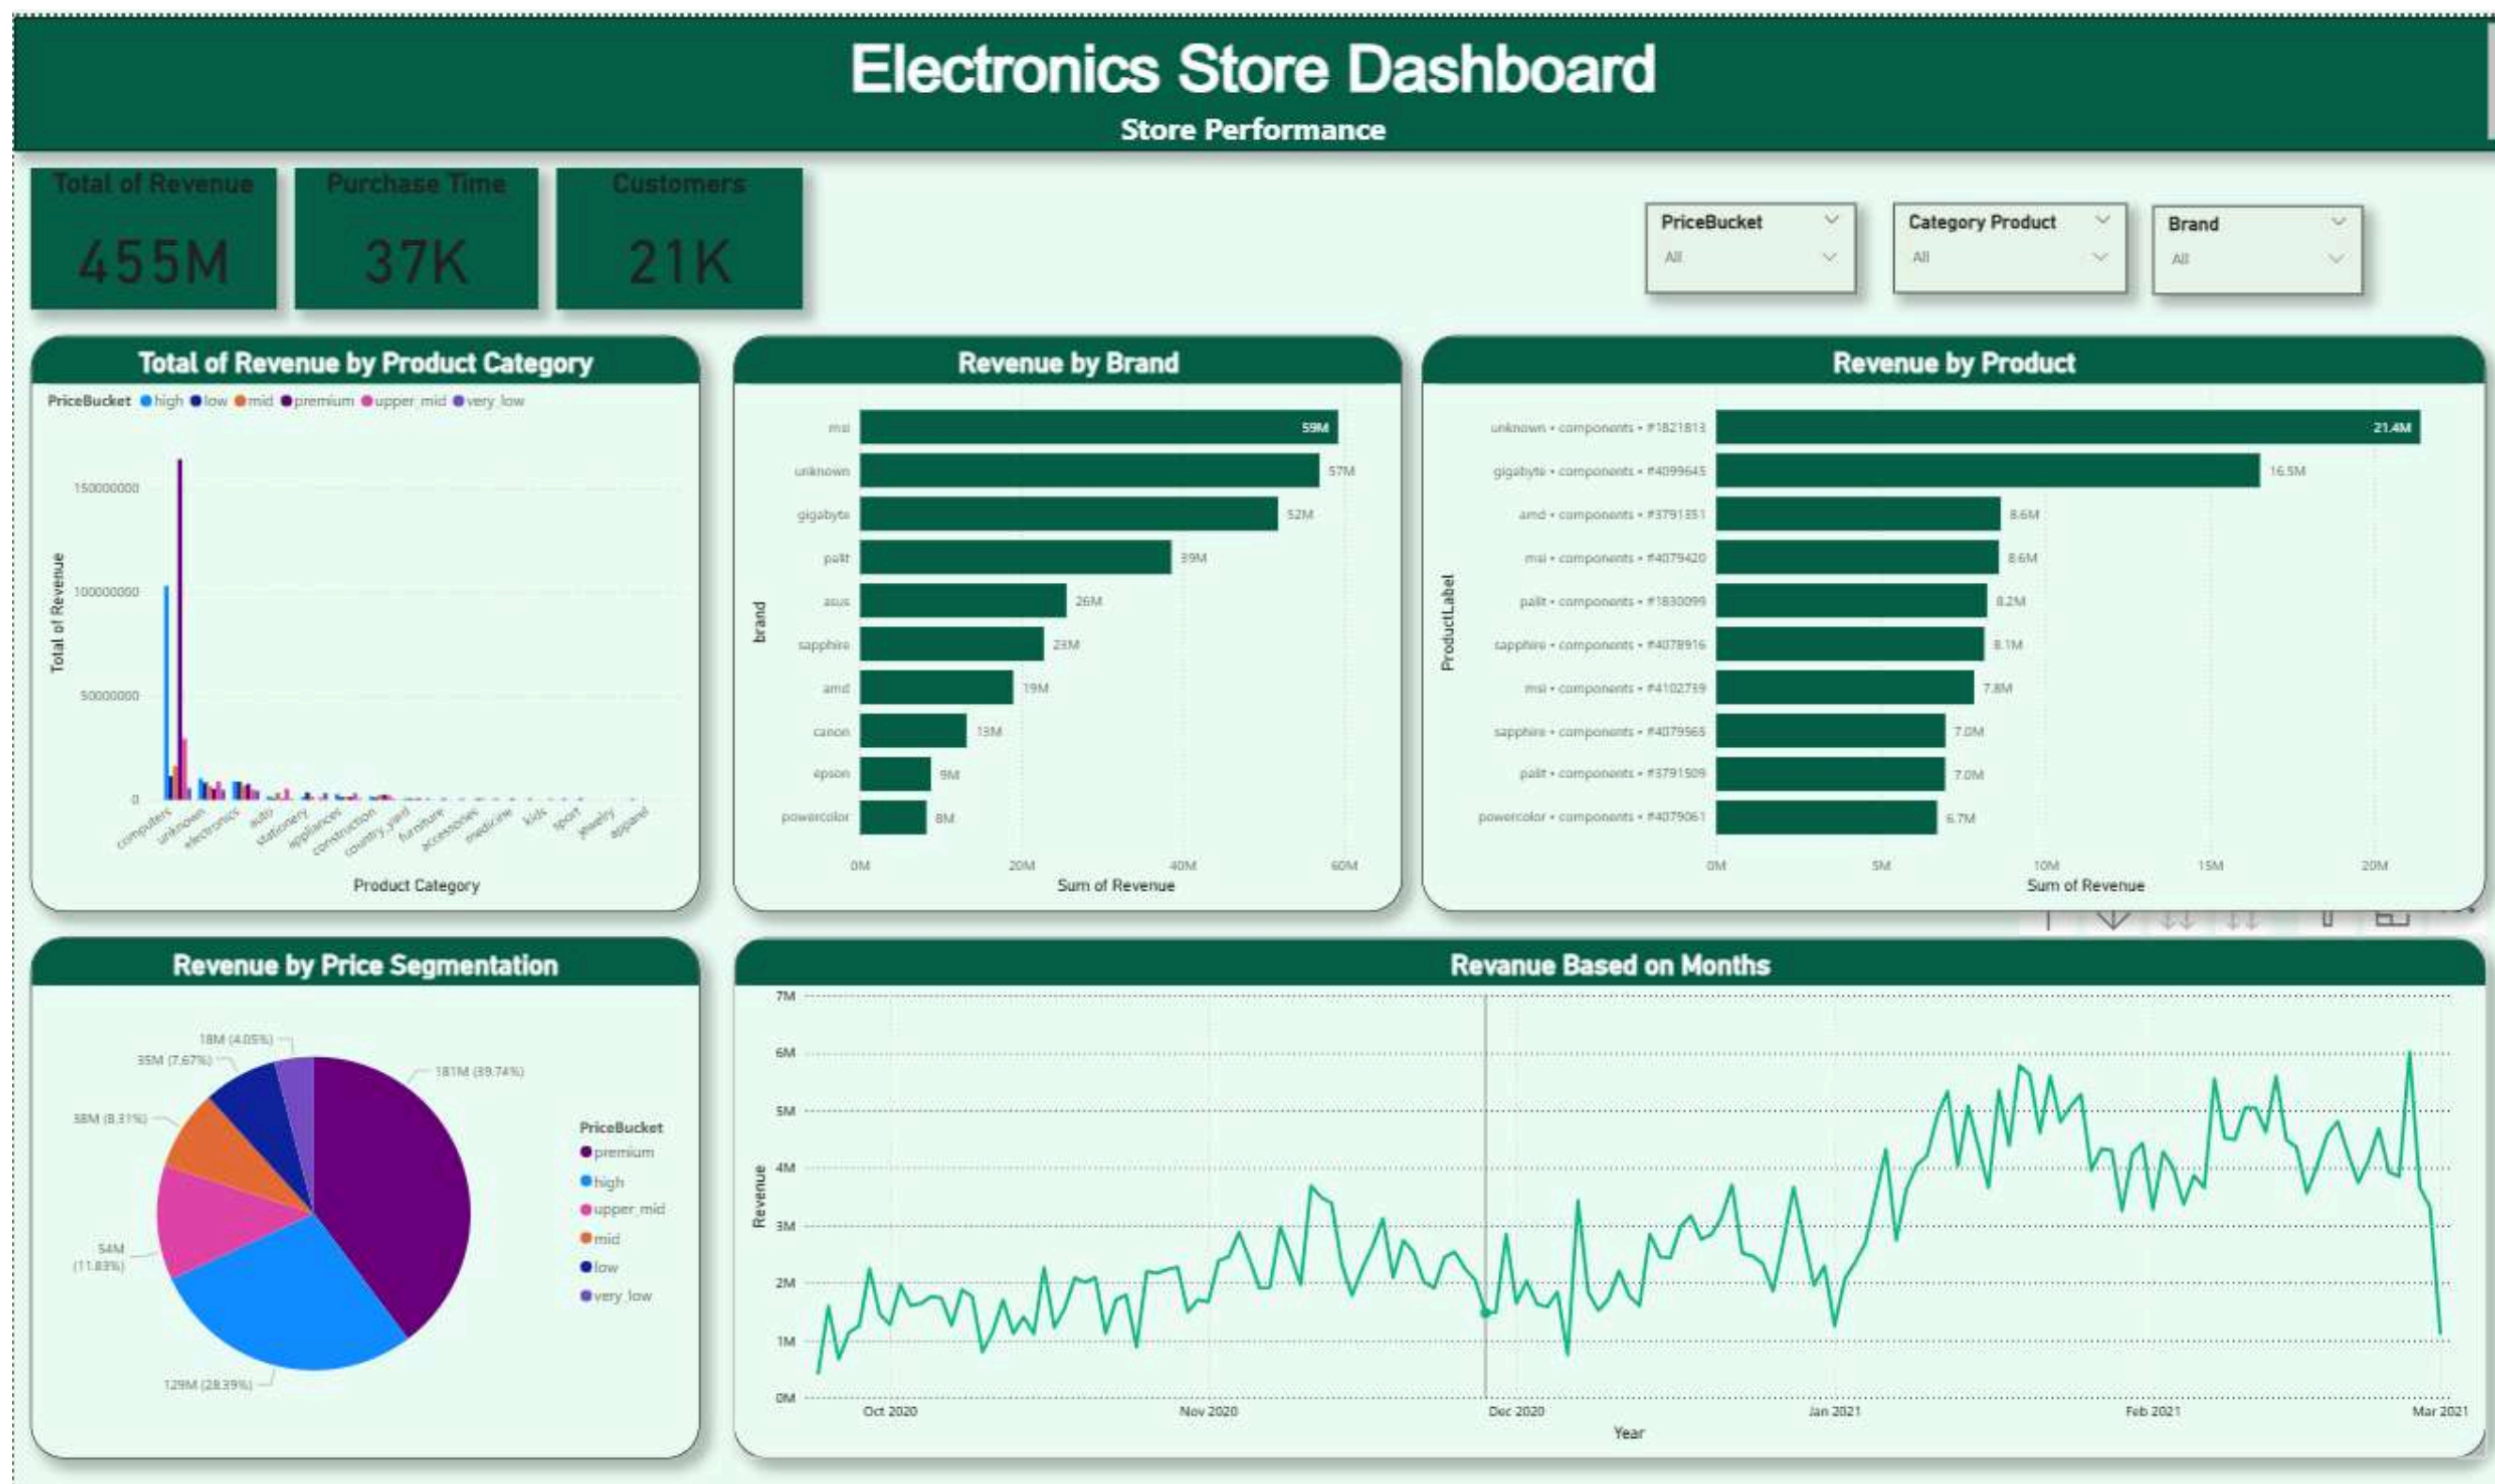 Electronics Store Dashboard
Store Performance
Total of Revenue
455M
Purchase Time
37K
Customers
21K
PriceBucket
All
Category Product
All
Brand
All
Total of Revenue by Product Category
PriceBucket high low mid premium upper_mid very_low
Total of Revenue
150000000
100000000
50000000
0
computers
unknown
electronics
auto
stationery
appliances
construction
country_yard
furniture
accessories
medicine
kids
sport
jewelry
apparel
Product Category
Revenue by Brand
brand
msi 59M
unknown 57M
gigabyte 52M
palit 39M
asus 26M
sapphire 23M
amd 19M
canon 13M
epson 9M
powercolor 8M
0M 20M 40M 60M
Sum of Revenue
Revenue by Product
ProductLabel
unknown • components • #1821813 21.4M
gigabyte • components • #4099645 16.5M
amd • components • #3791351 8.6M
msi • components • #4079420 8.6M
palit • components • #1830099 8.2M
sapphire • components • #4078916 8.1M
msi • components • #4102739 7.8M
sapphire • components • #4079565 7.0M
palit • components • #3791509 7.0M
powercolor • components • #4079061 6.7M
0M 5M 10M 15M 20M
Sum of Revenue
Revenue by Price Segmentation
18M (4.05%)
35M (7.67%)
181M (39.74%)
38M (8.31%)
54M
(11.83%)
129M (28.39%)
PriceBucket
premium
high
upper_mid
mid
low
very_low
Revanue Based on Months
Revenue
7M
6M
5M
4M
3M
2M
1M
0M
Oct 2020 Nov 2020 Dec 2020 Jan 2021 Feb 2021 Mar 2021
Year